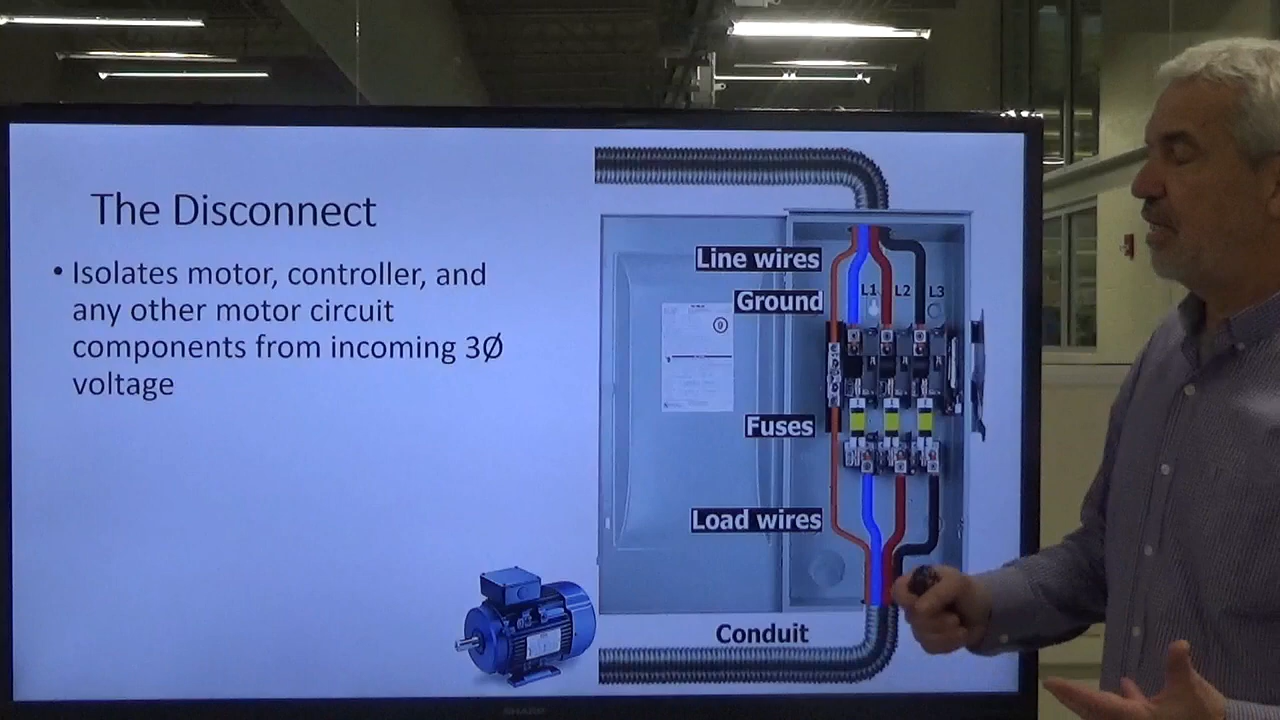 The Disconnect
• Isolates motor, controller, and
any other motor circuit
components from incoming 3Ø
voltage
Line wires
Ground
L1
L2
L3
Fuses
Load wires
Conduit
SHARP